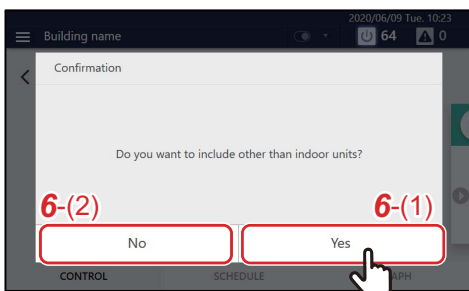 2020/06/09 Tue. 10:23
Building name
64
0
Confirmation
Do you want to include other than indoor units?
6-(2)
6-(1)
No
Yes
CONTROL
SCHEDULE
APH